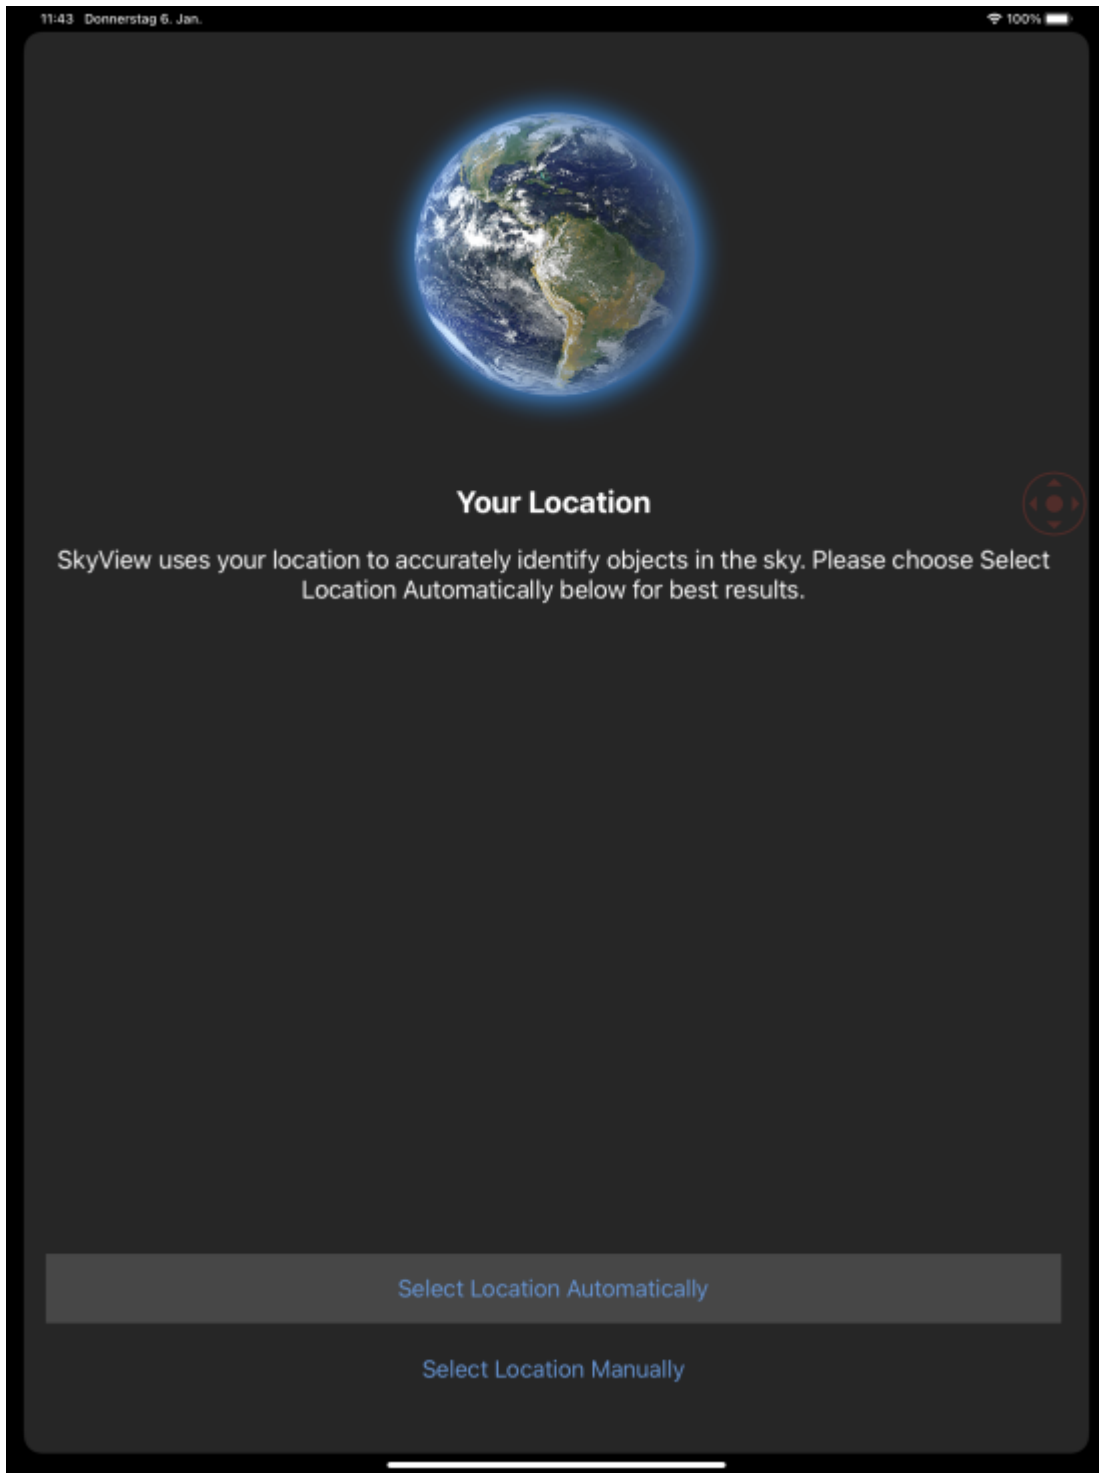 11:43 Donnerstag 6. Jan. 100%
Your Location
SkyView uses your location to accurately identify objects in the sky. Please choose Select
Location Automatically below for best results.
Select Location Automatically
Select Location Manually